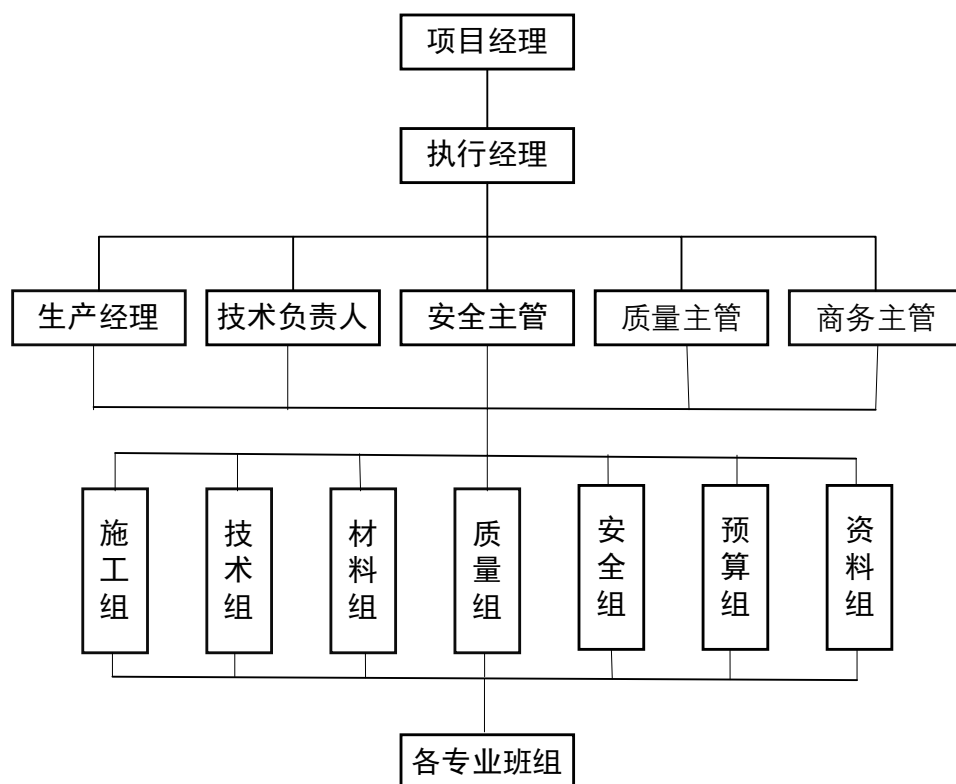 项目经理
执行经理
生产经理
技术负责人
安全主管
质量主管
商务主管
施工组
技术组
材料组
质量组
安全组
预算组
资料组
各专业班组